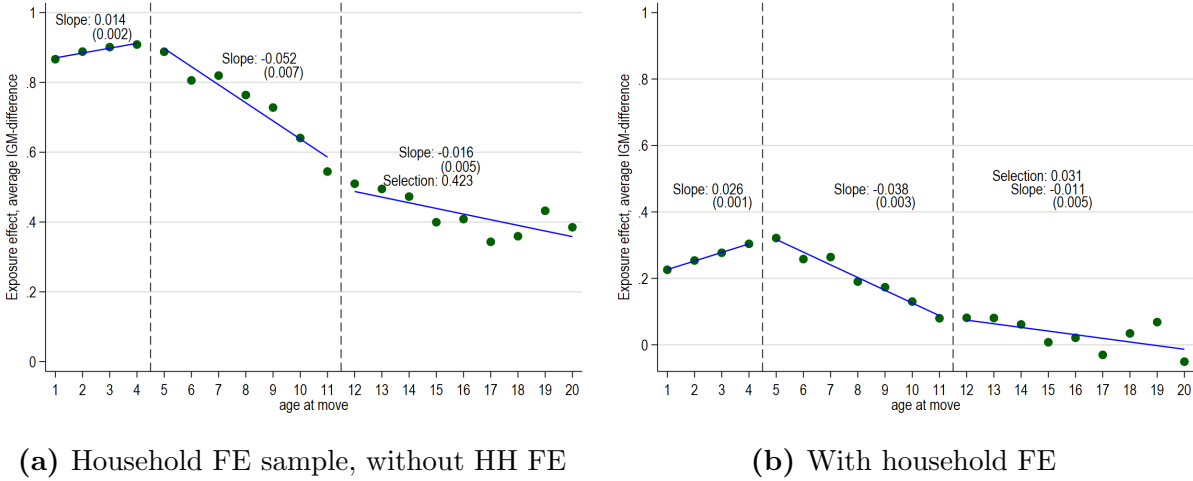 Exposure effect, average IGM-difference
1
.8
.6
.4
.2
0
Slope: 0.014
(0.002)
Slope: -0.052
(0.007)
Slope: -0.016
(0.005)
Selection: 0.423
1 2 3 4 5 6 7 8 9 10 11 12 13 14 15 16 17 18 19 20
age at move
(a) Household FE sample, without HH FE
Exposure effect, average IGM-difference
1
.8
.6
.4
.2
0
Slope: 0.026
(0.001)
Slope: -0.038
(0.003)
Selection: 0.031
Slope: -0.011
(0.005)
1 2 3 4 5 6 7 8 9 10 11 12 13 14 15 16 17 18 19 20
age at move
(b) With household FE